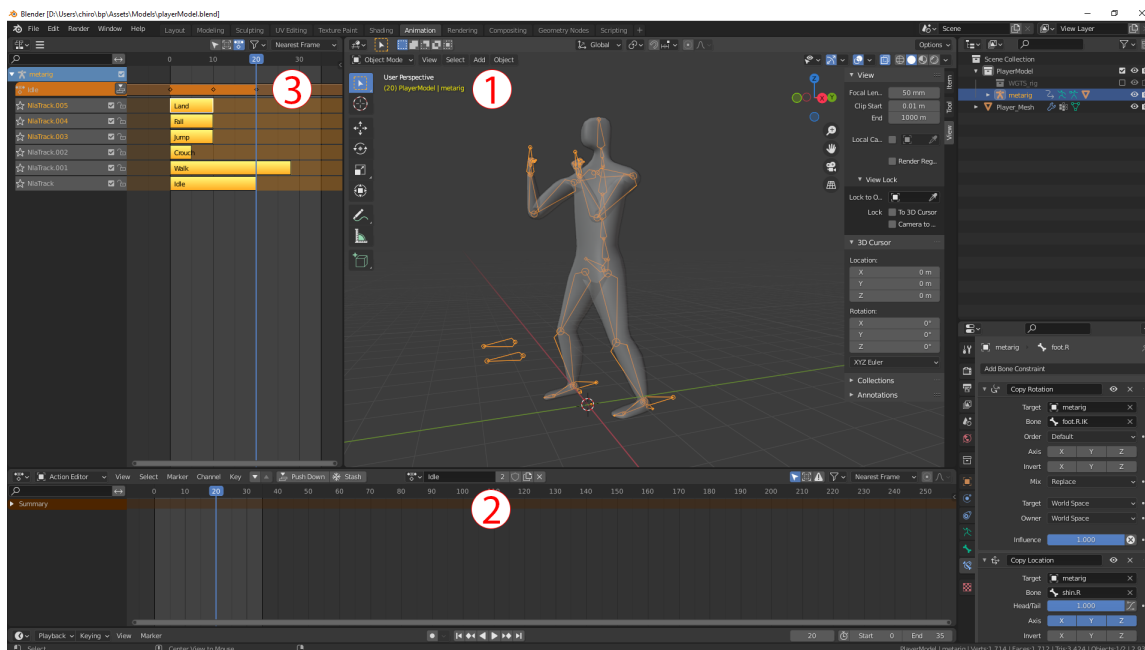 Blender [D:\Users\chiro\bp\Assets\Models\playerModel.blend]
File Edit Render Window Help Layout Modeling Sculpting UV Editing Texture Paint Shading Animation Rendering Compositing Geometry Nodes Scripting + Scene View Layer
Nearest Frame Global Options
Object Mode View Select Add Object
0 10 20 30
metarig
Idle
NlaTrack.005 Land
NlaTrack.004 Fall
NlaTrack.003 Jump
NlaTrack.002 Crouch
NlaTrack.001 Walk
NlaTrack Idle
3
User Perspective
(20) PlayerModel | metarig
1
View
Focal Len... 50 mm
Clip Start 0.01 m
End 1000 m
Local Ca...
Render Reg...
View Lock
Lock to O...
Lock To 3D Cursor
Camera to ...
3D Cursor
Location:
X 0 m
Y 0 m
Z 0 m
Rotation:
X 0°
Y 0°
Z 0°
XYZ Euler
Collections
Annotations
Item
Tool
View
Scene Collection
PlayerModel
WGTS_rig
metarig
Player_Mesh
metarig foot.R
Add Bone Constraint
Copy Rotation
Target metarig
Bone foot.R.IK
Order Default
Axis X Y Z
Invert X Y Z
Mix Replace
Target World Space
Owner World Space
Influence 1.000
Copy Location
Target metarig
Bone shin.R
Head/Tail 1.000
Axis X Y Z
Invert X Y Z
Action Editor View Select Marker Channel Key Push Down Stash Idle 2 Nearest Frame
0 10 20 30 40 50 60 70 80 90 100 110 120 130 140 150 160 170 180 190 200 210 220 230 240 250
Summary
2
Playback Keying View Marker 20 Start 0 End 35
Select Center View to Mouse